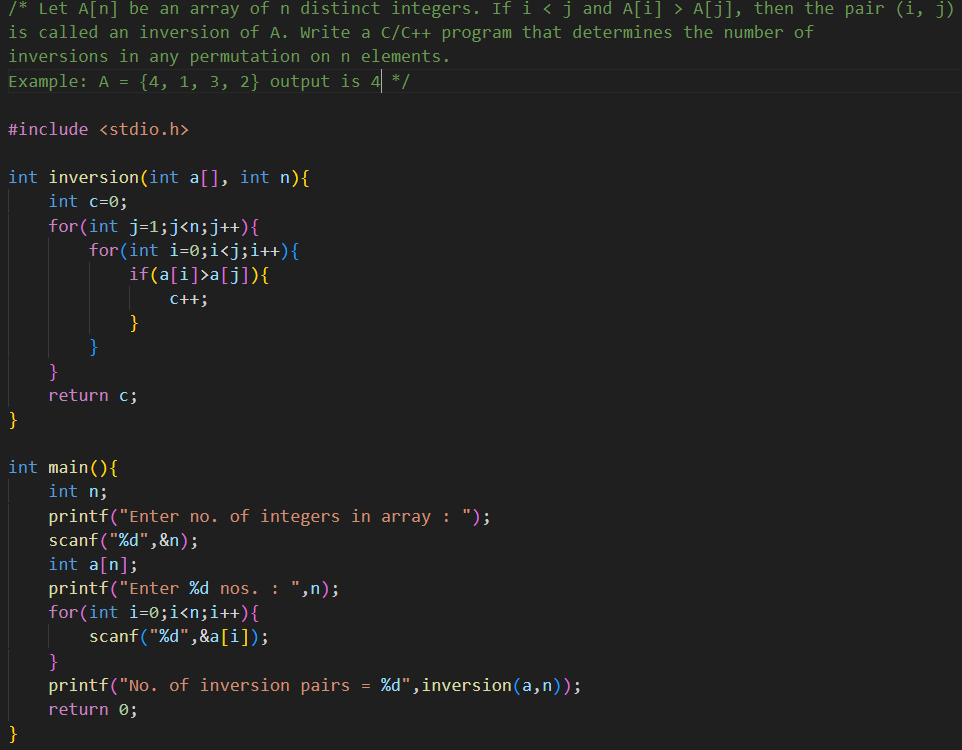 /* Let A[n] be an array of n distinct integers. If i < j and A[i] > A[j], then the pair (i, j)
is called an inversion of A. Write a C/C++ program that determines the number of
inversions in any permutation on n elements.
Example: A = {4, 1, 3, 2} output is 4 */

#include <stdio.h>

int inversion(int a[], int n){
    int c=0;
    for(int j=1;j<n;j++){
        for(int i=0;i<j;i++){
            if(a[i]>a[j]){
                c++;
            }
        }
    }
    return c;
}

int main(){
    int n;
    printf("Enter no. of integers in array : ");
    scanf("%d",&n);
    int a[n];
    printf("Enter %d nos. : ",n);
    for(int i=0;i<n;i++){
        scanf("%d",&a[i]);
    }
    printf("No. of inversion pairs = %d",inversion(a,n));
    return 0;
}